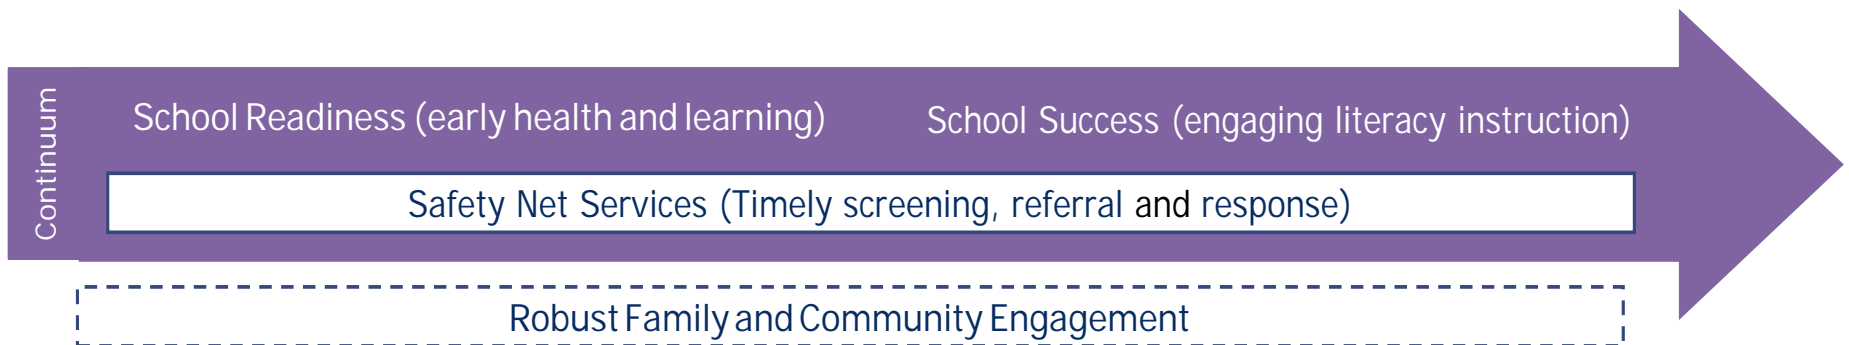 Continuum
School Readiness (early health and learning)
School Success (engaging literacy instruction)
Safety Net Services (Timely screening, referral and response)
Robust Family and Community Engagement